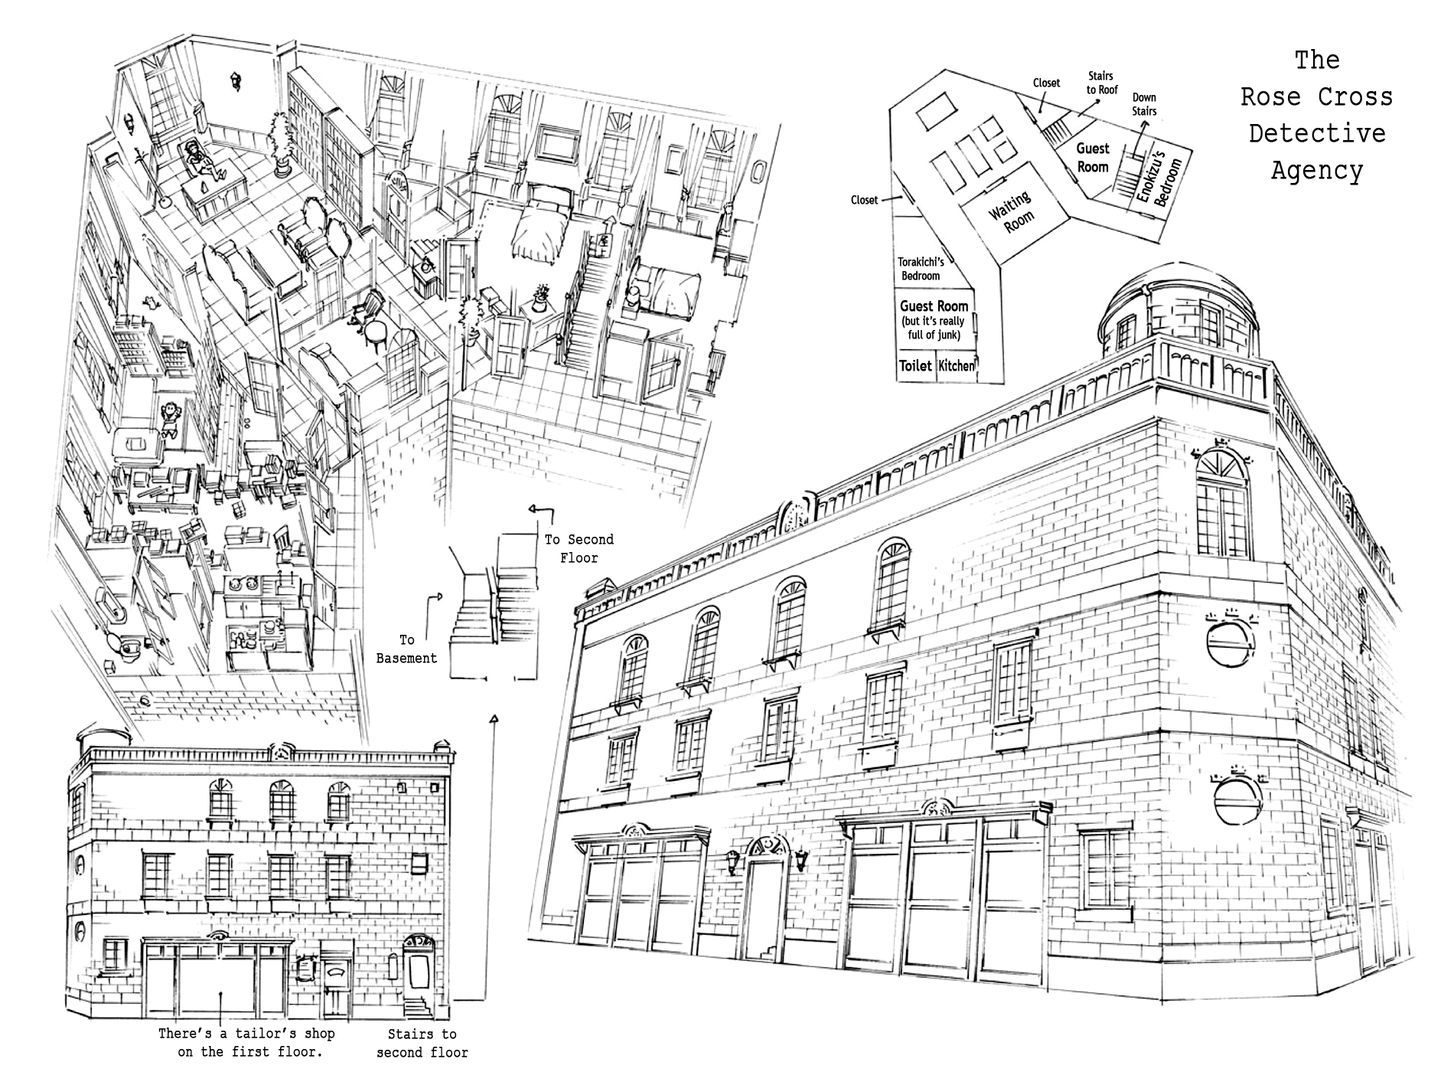 The
Rose Cross
Detective
Agency
Closet
Stairs
to Roof
Down
Stairs
Guest
Room
Enokizu's
Bedroom
Waiting
Room
Closet
Torakichi's
Bedroom
Guest Room
(but it's really
full of junk)
Toilet
Kitchen
To Second
Floor
To
Basement
There's a tailor's shop
on the first floor.
Stairs to
second floor